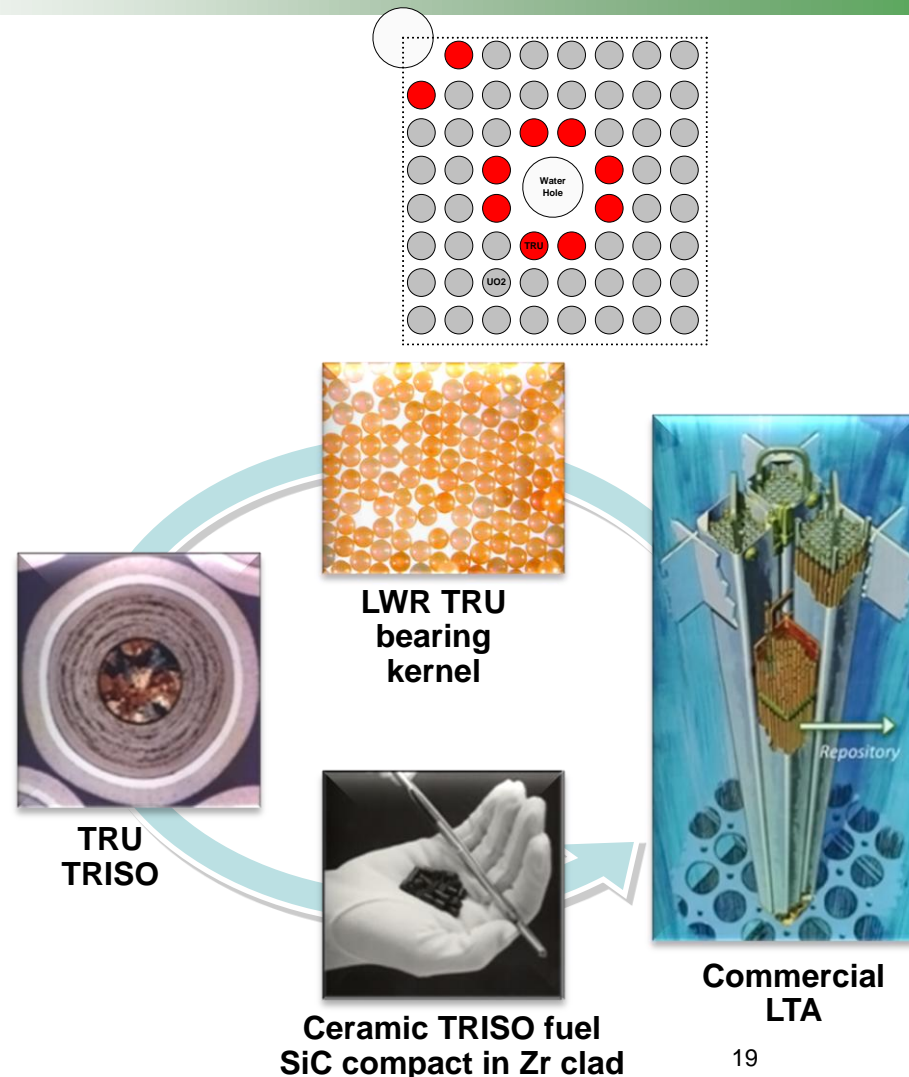 Water
Hole
TRU
UO2
LWR TRU
bearing
kernel
Repository
TRU
TRISO
Ceramic TRISO fuel
SiC compact in Zr clad
Commercial
LTA
19